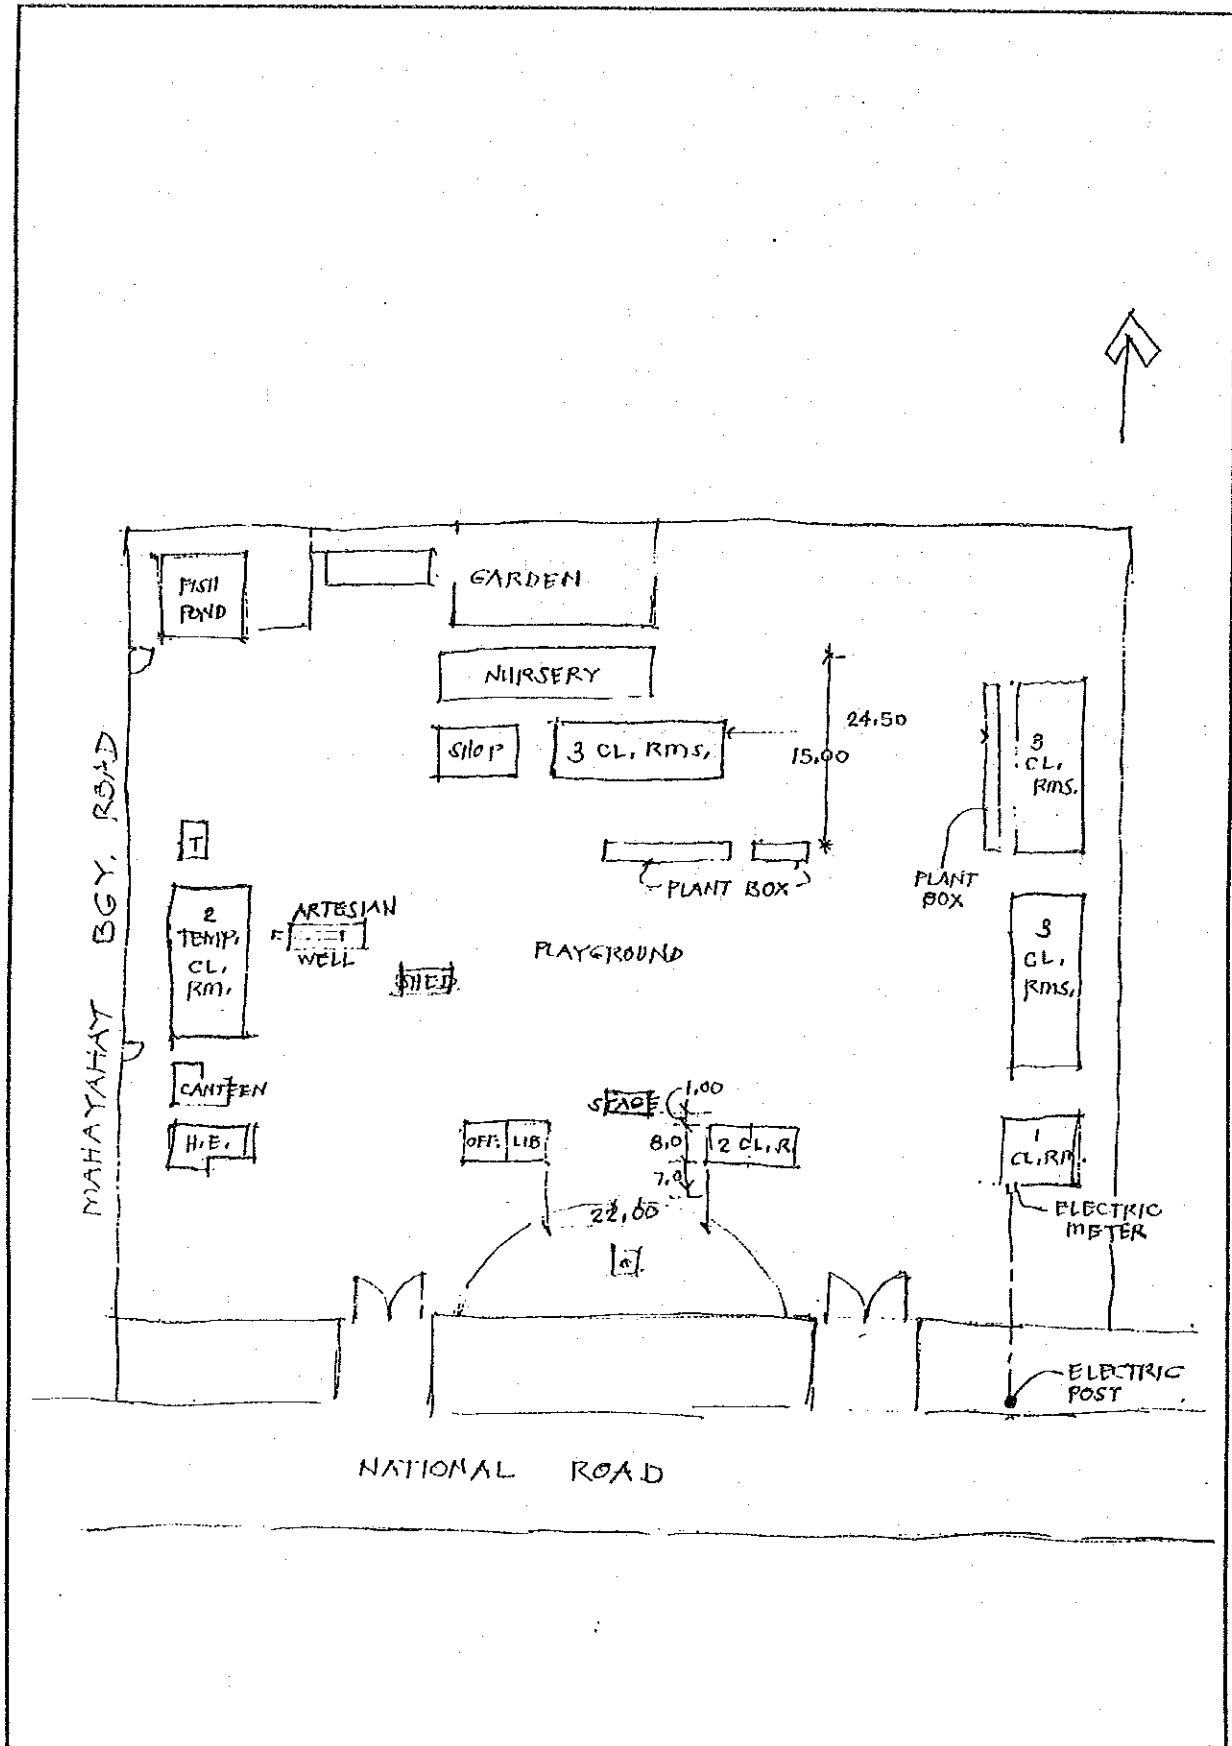 FISH
POND
GARDEN
NURSERY
SHOP
3 CL. RMS.
24.50
15.00
3
CL.
RMS.
T
PLANT BOX
PLANT
BOX
MAHAYAHAY BGY. ROAD
2
TEMP.
CL.
RM.
ARTESIAN
WELL
SHED
PLAYGROUND
3
CL.
RMS.
CANTEEN
H.E.
STAGE
1.00
OFF.
LIB
8.0
2 CL. R
7.0
1
CL. RM.
22.00
ELECTRIC
METER
ELECTRIC
POST
NATIONAL ROAD